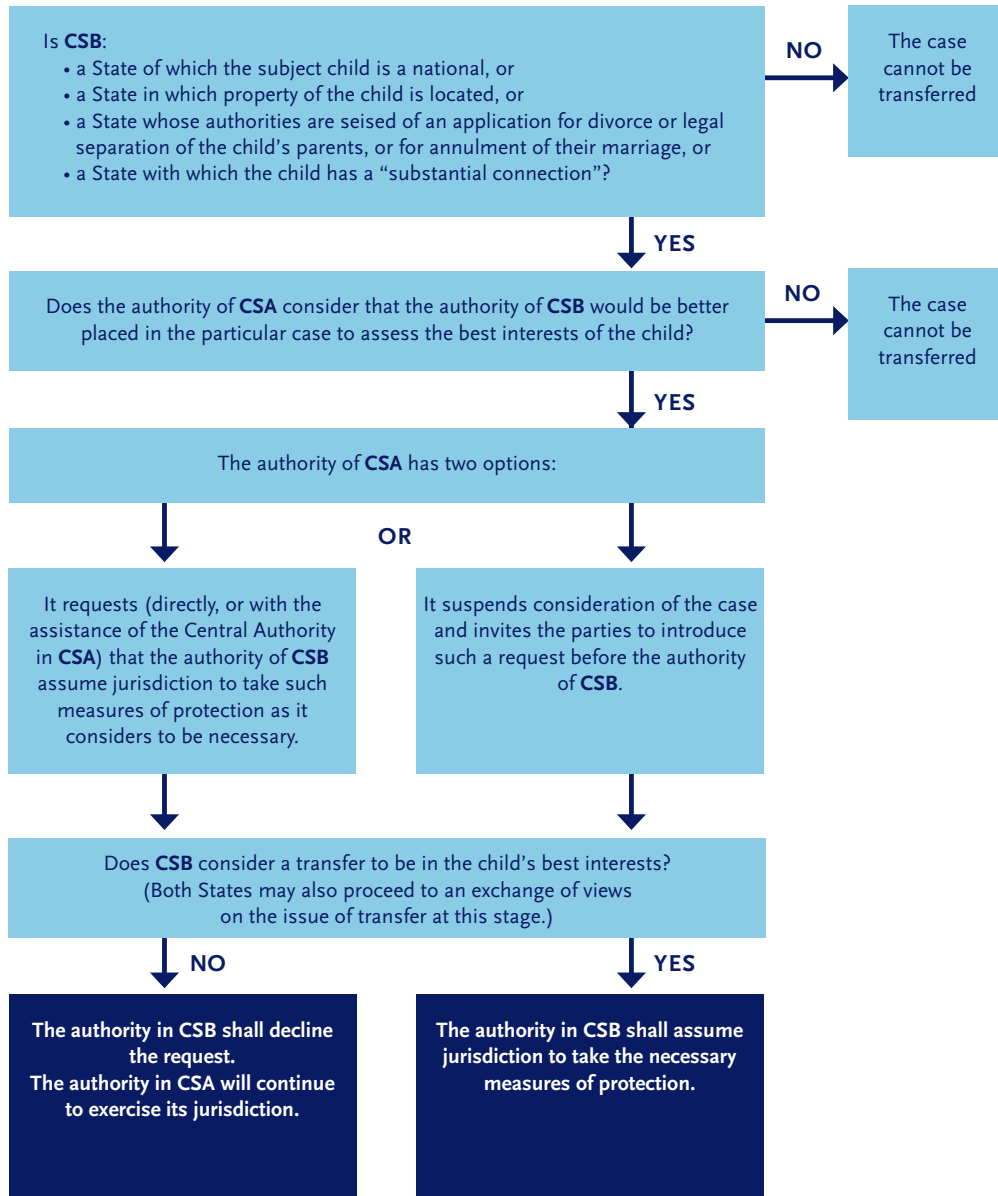 Is CSB:
• a State of which the subject child is a national, or
• a State in which property of the child is located, or
• a State whose authorities are seised of an application for divorce or legal
separation of the child's parents, or for annulment of their marriage, or
• a State with which the child has a “substantial connection”?
NO
The case
cannot be
transferred
YES
Does the authority of CSA consider that the authority of CSB would be better
placed in the particular case to assess the best interests of the child?
NO
The case
cannot be
transferred
YES
The authority of CSA has two options:
OR
It requests (directly, or with the
assistance of the Central Authority
in CSA) that the authority of CSB
assume jurisdiction to take such
measures of protection as it
considers to be necessary.
It suspends consideration of the case
and invites the parties to introduce
such a request before the authority
of CSB.
Does CSB consider a transfer to be in the child's best interests?
(Both States may also proceed to an exchange of views
on the issue of transfer at this stage.)
NO
YES
The authority in CSB shall decline
the request.
The authority in CSA will continue
to exercise its jurisdiction.
The authority in CSB shall assume
jurisdiction to take the necessary
measures of protection.